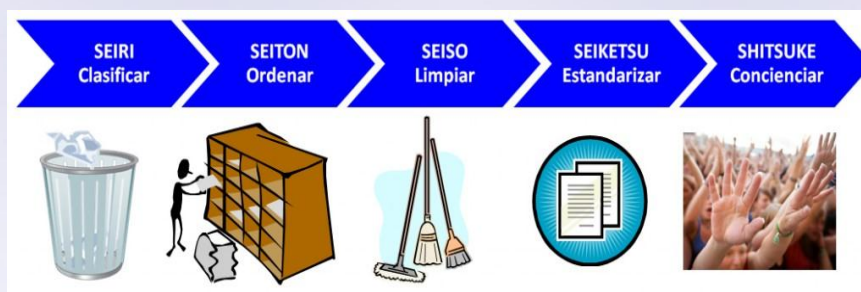 SEIRI
Clasificar
SEITON
Ordenar
SEISO
Limpiar
SEIKETSU
Estandarizar
SHITSUKE
Concienciar